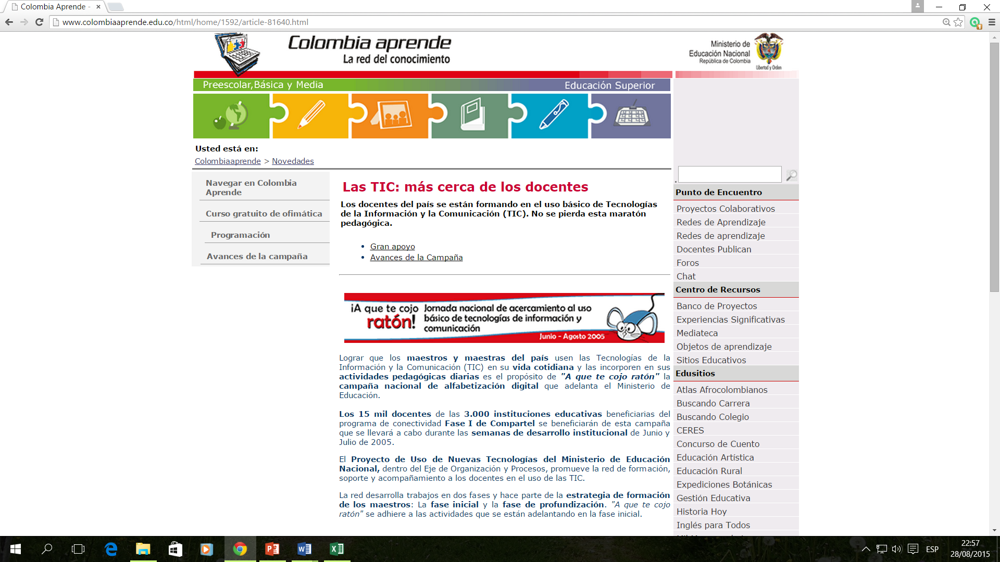 Colombia Aprende -
www.colombiaaprende.edu.co/html/home/1592/article-81640.html
Colombia aprende
La red del conocimiento
Ministerio de
Educación Nacional
República de Colombia
Libertad y Orden
Preescolar,Básica y Media
Educación Superior
Usted está en:
Colombiaaprende > Novedades
Navegar en Colombia
Aprende
Curso gratuito de ofimática
Programación
Avances de la campaña
Las TIC: más cerca de los docentes
Los docentes del país se están formando en el uso básico de Tecnologías
de la Información y la Comunicación (TIC). No se pierda esta maratón
pedagógica.
• Gran apoyo
• Avances de la Campaña
¡A que te cojo
ratón!
Jornada nacional de acercamiento al uso
básico de tecnologías de información y
comunicación
Junio - Agosto 2005
Lograr que los maestros y maestras del país usen las Tecnologías de la
Información y la Comunicación (TIC) en su vida cotidiana y las incorporen en sus
actividades pedagógicas diarias es el propósito de "A que te cojo ratón" la
campaña nacional de alfabetización digital que adelanta el Ministerio de
Educación.
Los 15 mil docentes de las 3.000 instituciones educativas beneficiarias del
programa de conectividad Fase I de Compartel se beneficiarán de esta campaña
que se llevará a cabo durante las semanas de desarrollo institucional de Junio y
Julio de 2005.
El Proyecto de Uso de Nuevas Tecnologías del Ministerio de Educación
Nacional, dentro del Eje de Organización y Procesos, promueve la red de formación,
soporte y acompañamiento a los docentes en el uso de las TIC.
La red desarrolla trabajos en dos fases y hace parte de la estrategia de formación
de los maestros: La fase inicial y la fase de profundización. "A que te cojo
ratón" se adhiere a las actividades que se están adelantando en la fase inicial.
Punto de Encuentro
Proyectos Colaborativos
Redes de Aprendizaje
Redes de aprendizaje
Docentes Publican
Foros
Chat
Centro de Recursos
Banco de Proyectos
Experiencias Significativas
Mediateca
Objetos de aprendizaje
Sitios Educativos
Edusitios
Atlas Afrocolombianos
Buscando Carrera
Buscando Colegio
CERES
Concurso de Cuento
Educación Artística
Educación Rural
Expediciones Botánicas
Gestión Educativa
Historia Hoy
Inglés para Todos
ESP
22:57
28/08/2015